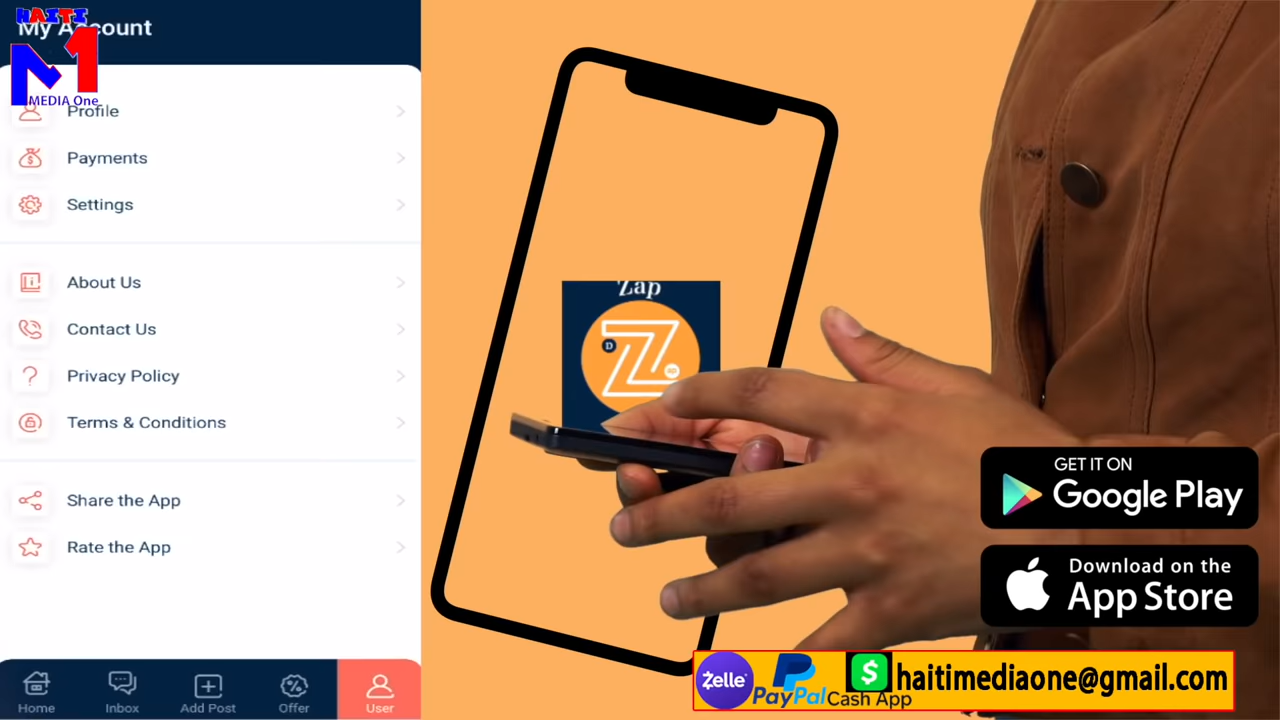 HAITI
My Account
M1
MEDIA One
Profile
Payments
Settings
About Us
Contact Us
Privacy Policy
Terms & Conditions
Share the App
Rate the App
Home
Inbox
Add Post
Offer
User
Zap
D
Z
GET IT ON
Google Play
Download on the
App Store
Zelle
PayPal
$
Cash App
haitimediaone@gmail.com